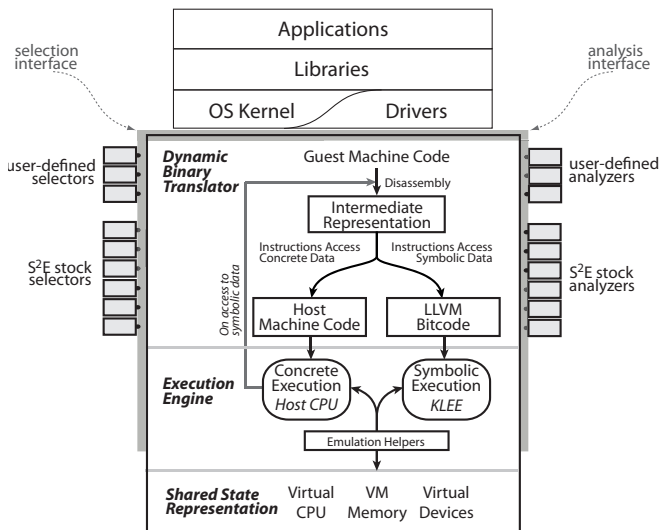 Applications
selection
interface
analysis
interface
Libraries
OS Kernel
Drivers
Dynamic
Binary
Translator
Guest Machine Code
Disassembly
user-defined
selectors
user-defined
analyzers
Intermediate
Representation
Instructions Access
Concrete Data
Instructions Access
Symbolic Data
S²E stock
selectors
S²E stock
analyzers
On access to
symbolic data
Host
Machine Code
LLVM
Bitcode
Execution
Engine
Concrete
Execution
Host CPU
Symbolic
Execution
KLEE
Emulation Helpers
Shared State
Representation
Virtual
CPU
VM
Memory
Virtual
Devices